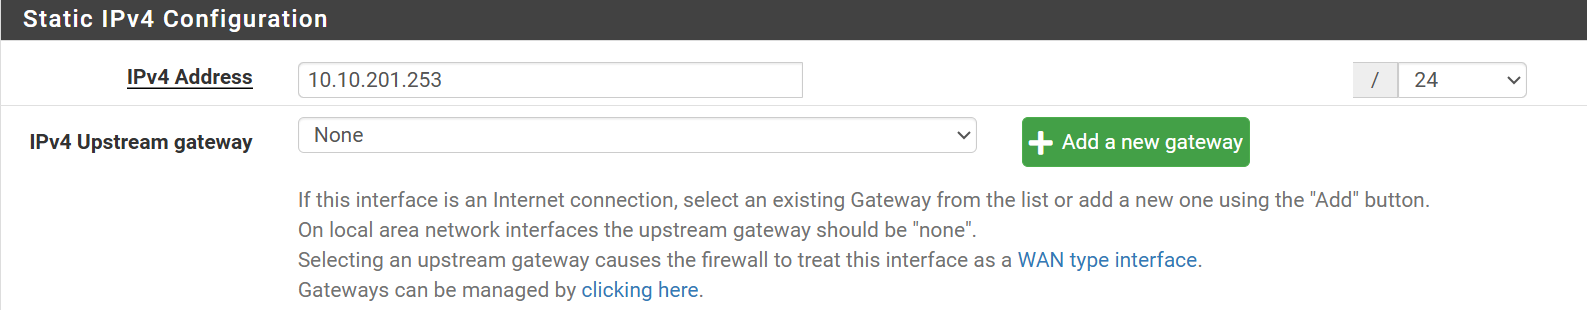 Static IPv4 Configuration
IPv4 Address 10.10.201.253 / 24
IPv4 Upstream gateway None Add a new gateway
If this interface is an Internet connection, select an existing Gateway from the list or add a new one using the "Add" button.
On local area network interfaces the upstream gateway should be "none".
Selecting an upstream gateway causes the firewall to treat this interface as a WAN type interface.
Gateways can be managed by clicking here.